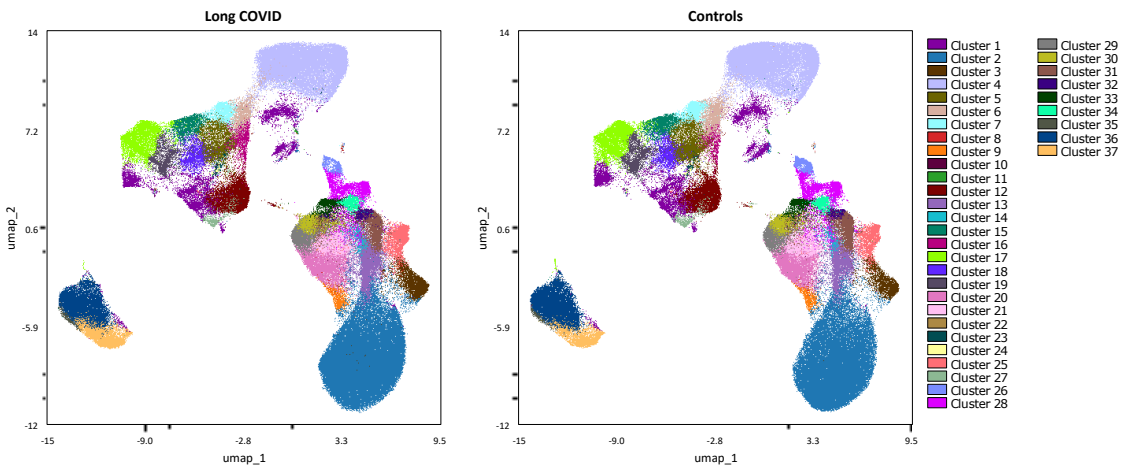 Long COVID
Controls
14
7.2
0.6
-5.9
-12
umap_2
-15
-9.0
-2.8
3.3
9.5
umap_1
14
7.2
0.6
-5.9
-12
umap_2
-15
-9.0
-2.8
3.3
9.5
umap_1
Cluster 1
Cluster 2
Cluster 3
Cluster 4
Cluster 5
Cluster 6
Cluster 7
Cluster 8
Cluster 9
Cluster 10
Cluster 11
Cluster 12
Cluster 13
Cluster 14
Cluster 15
Cluster 16
Cluster 17
Cluster 18
Cluster 19
Cluster 20
Cluster 21
Cluster 22
Cluster 23
Cluster 24
Cluster 25
Cluster 27
Cluster 26
Cluster 28
Cluster 29
Cluster 30
Cluster 31
Cluster 32
Cluster 33
Cluster 34
Cluster 35
Cluster 36
Cluster 37